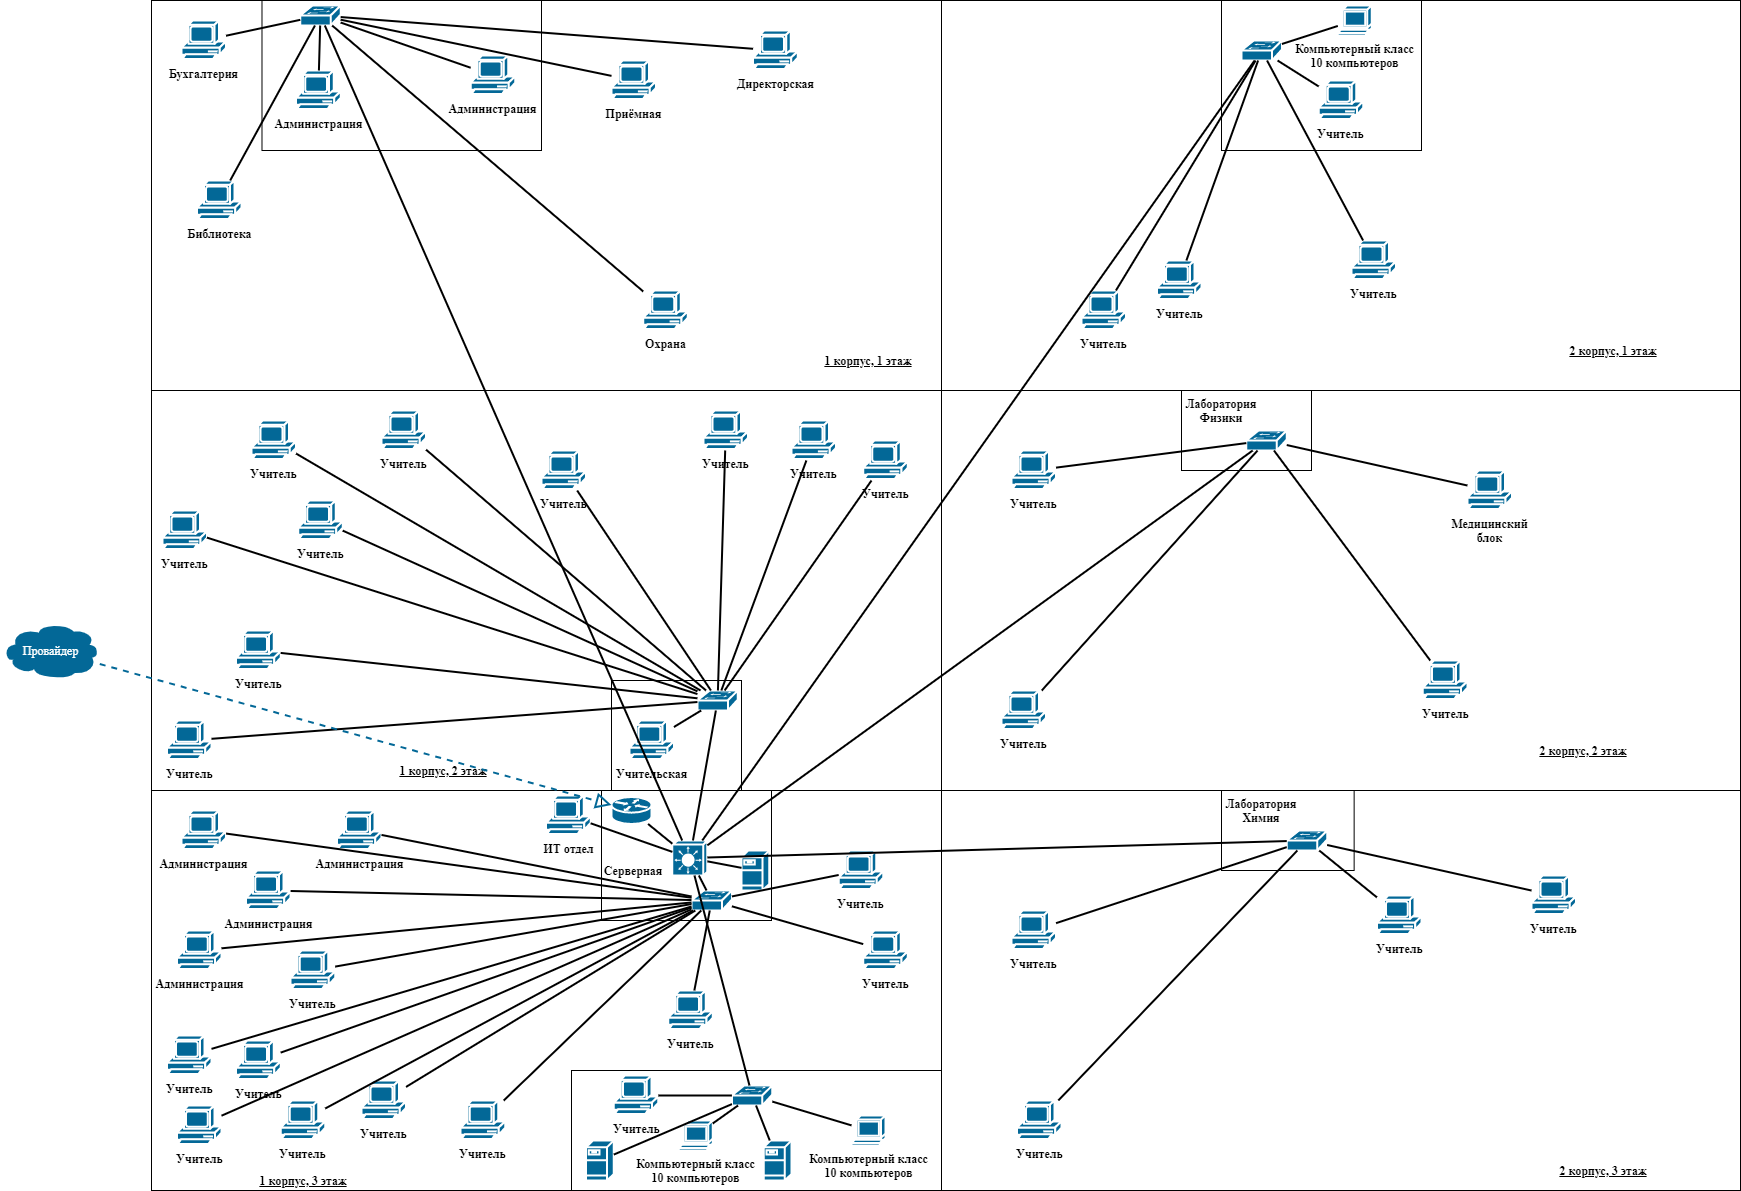 Бухгалтерия
Администрация
Администрация
Приёмная
Директорская
Библиотека
Охрана
1 корпус, 1 этаж
Компьютерный класс
10 компьютеров
Учитель
Учитель
Учитель
Учитель
2 корпус, 1 этаж
Учитель
Учитель
Учитель
Учитель
Учитель
Учитель
Учитель
Учитель
Учитель
Учитель
Учительская
1 корпус, 2 этаж
Провайдер
Лаборатория
Физики
Учитель
Медицинский
блок
Учитель
Учитель
2 корпус, 2 этаж
ИТ отдел
Серверная
Администрация
Администрация
Администрация
Администрация
Учитель
Учитель
Учитель
Учитель
Учитель
Учитель
Учитель
Учитель
Учитель
Учитель
Учитель
Учитель
Компьютерный класс
10 компьютеров
Компьютерный класс
10 компьютеров
1 корпус, 3 этаж
Лаборатория
Химия
Учитель
Учитель
Учитель
Учитель
2 корпус, 3 этаж